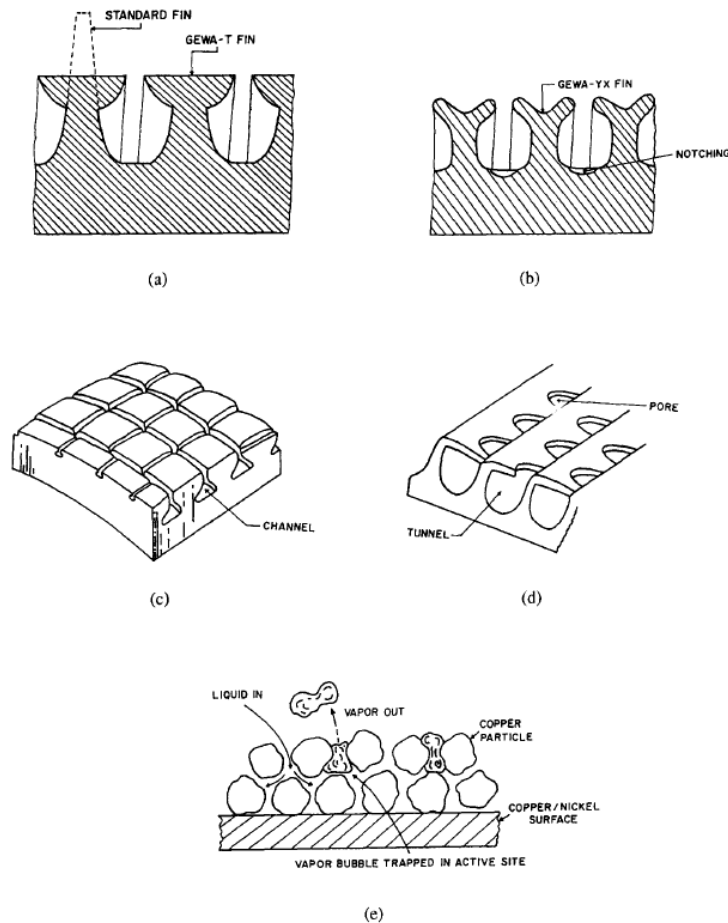 STANDARD FIN
GEWA-T FIN
GEWA-YX FIN
NOTCHING
(a)
(b)
PORE
CHANNEL
TUNNEL
(c)
(d)
LIQUID IN
VAPOR OUT
COPPER
PARTICLE
COPPER/NICKEL
SURFACE
VAPOR BUBBLE TRAPPED IN ACTIVE SITE
(e)